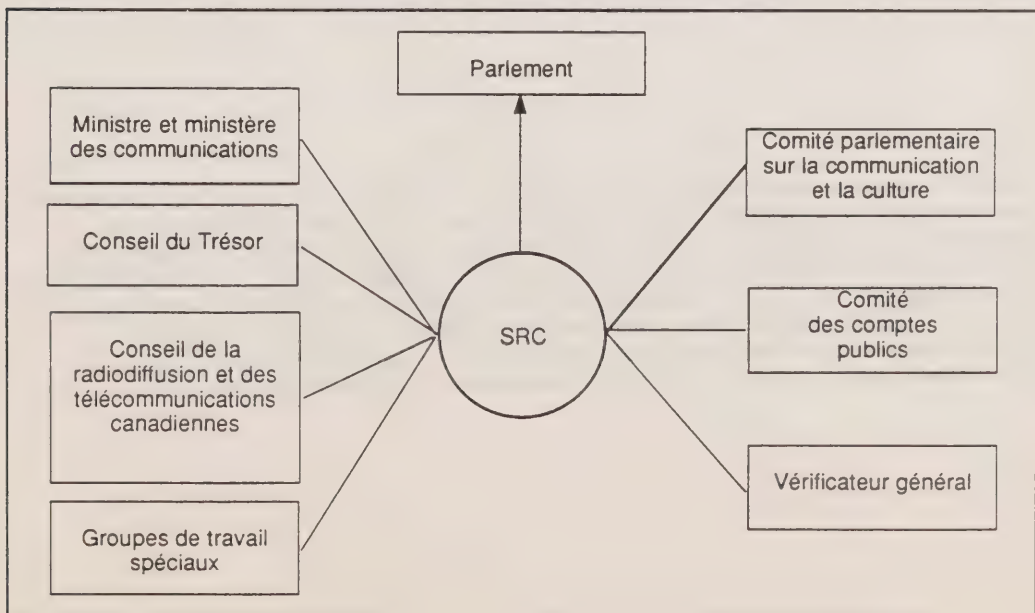 Parlement
Ministre et ministère
des communications
Conseil du Trésor
Conseil de la
radiodiffusion et des
télécommunications
canadiennes
Groupes de travail
spéciaux
SRC
Comité parlementaire
sur la communication
et la culture
Comité
des comptes
publics
Vérificateur général